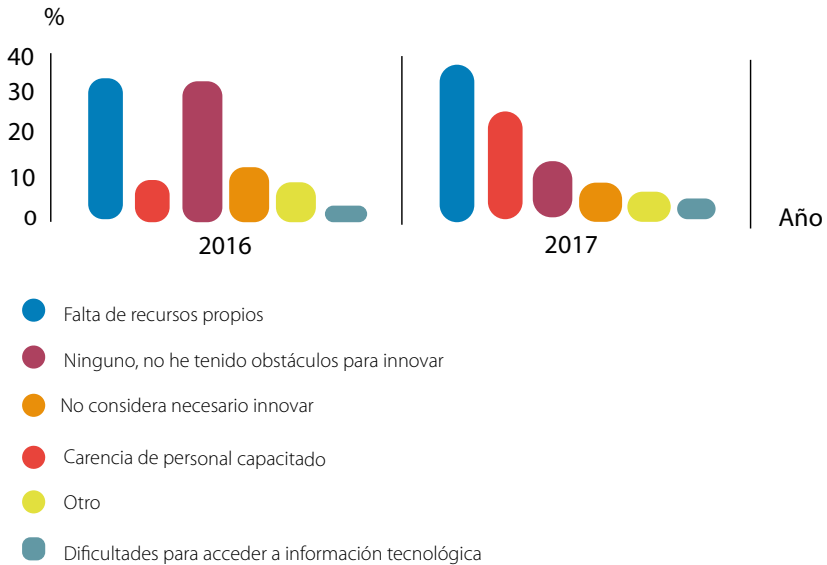 %
40
30
20
10
0
2016
2017
Año
Falta de recursos propios
Ninguno, no he tenido obstáculos para innovar
No considera necesario innovar
Carencia de personal capacitado
Otro
Dificultades para acceder a información tecnológica